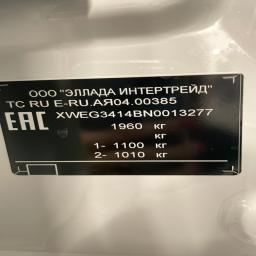 ООО "ЭЛЛАДА ИНТЕРТРЕЙД"
ТС RU E-RU.АЯ04.00385
EAC XWEG3414BN0013277
1960 кг
кг
1- 1100 кг
2- 1010 кг